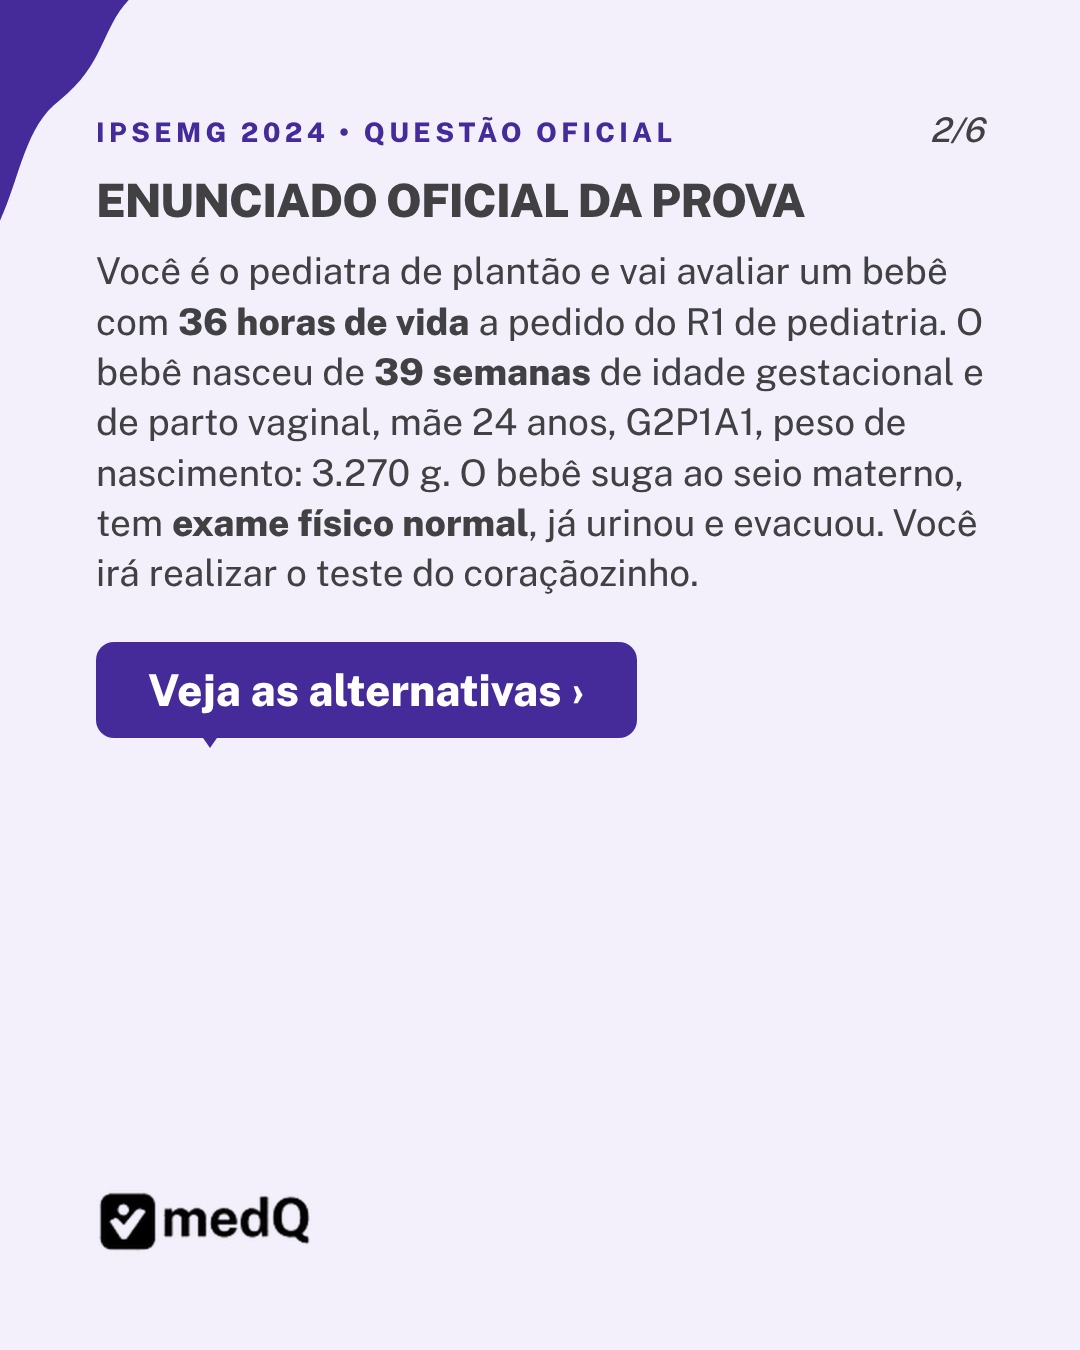 IPSEMG 2024 • QUESTÃO OFICIAL
2/6
ENUNCIADO OFICIAL DA PROVA
Você é o pediatra de plantão e vai avaliar um bebê
com 36 horas de vida a pedido do R1 de pediatria. O
bebê nasceu de 39 semanas de idade gestacional e
de parto vaginal, mãe 24 anos, G2P1A1, peso de
nascimento: 3.270 g. O bebê suga ao seio materno,
tem exame físico normal, já urinou e evacuou. Você
irá realizar o teste do coraçãozinho.
Veja as alternativas ›
medQ